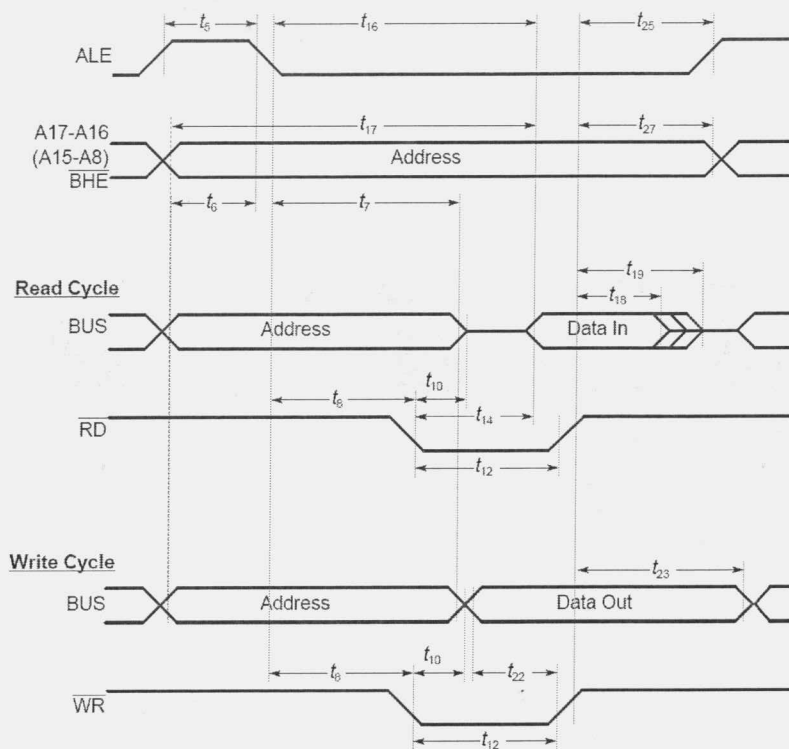 t5 t16 t25
ALE
A17-A16
(A15-A8)
BHE
t17 t27
Address
t6 t7
t19
Read Cycle
t18
BUS Address Data In
t10
t8
t14
RD
t12
Write Cycle
t23
BUS Address Data Out
t10
t8 t22
WR
t12